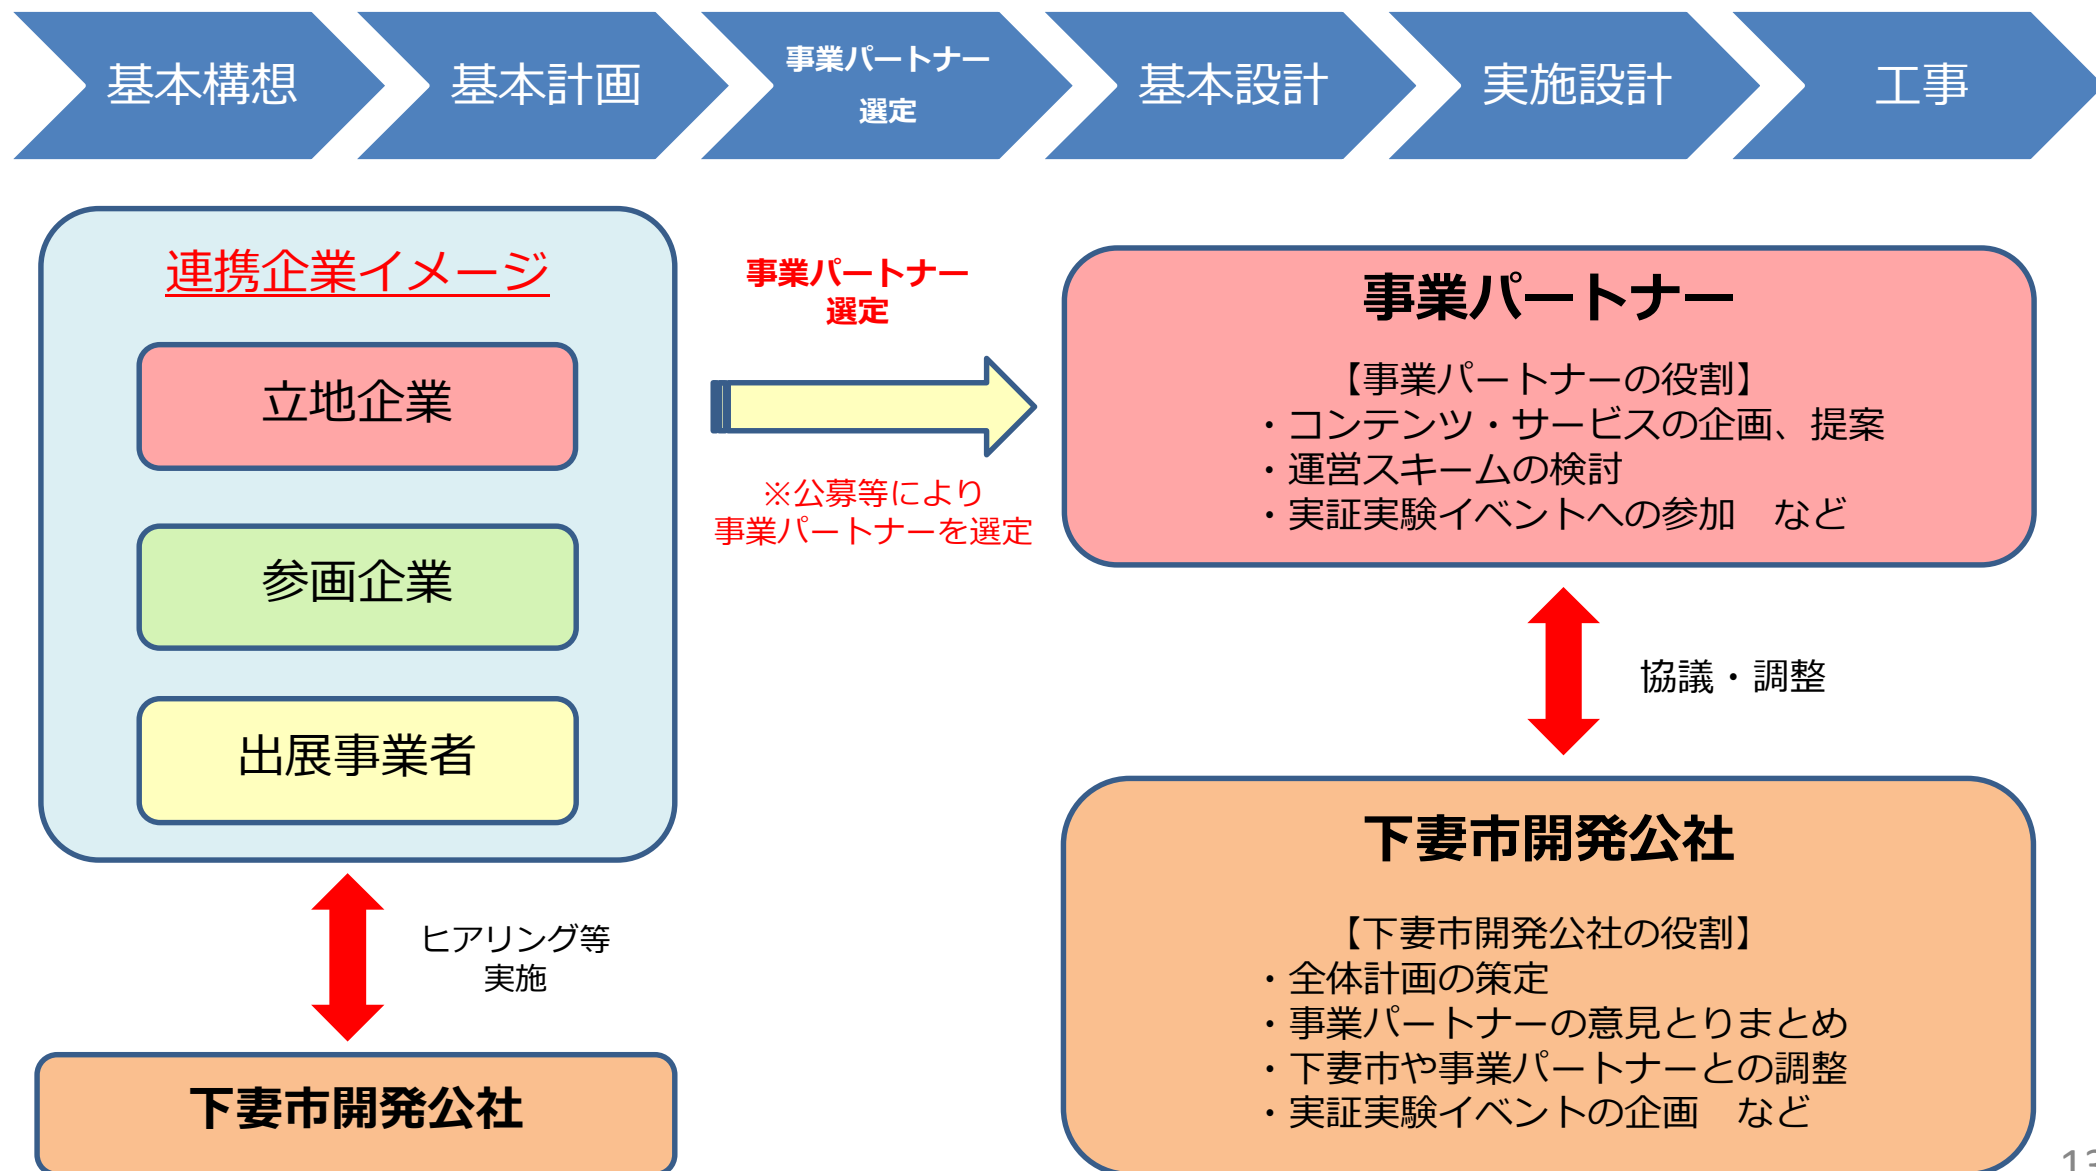 基本構想
基本計画
事業パートナー
選定
基本設計
実施設計
工事
連携企業イメージ
立地企業
参画企業
出展事業者
ヒアリング等
実施
下妻市開発公社
事業パートナー
選定
※公募等により
事業パートナーを選定
事業パートナー
【事業パートナーの役割】
・コンテンツ・サービスの企画、提案
・運営スキームの検討
・実証実験イベントへの参加　など
協議・調整
下妻市開発公社
【下妻市開発公社の役割】
・全体計画の策定
・事業パートナーの意見とりまとめ
・下妻市や事業パートナーとの調整
・実証実験イベントの企画　など